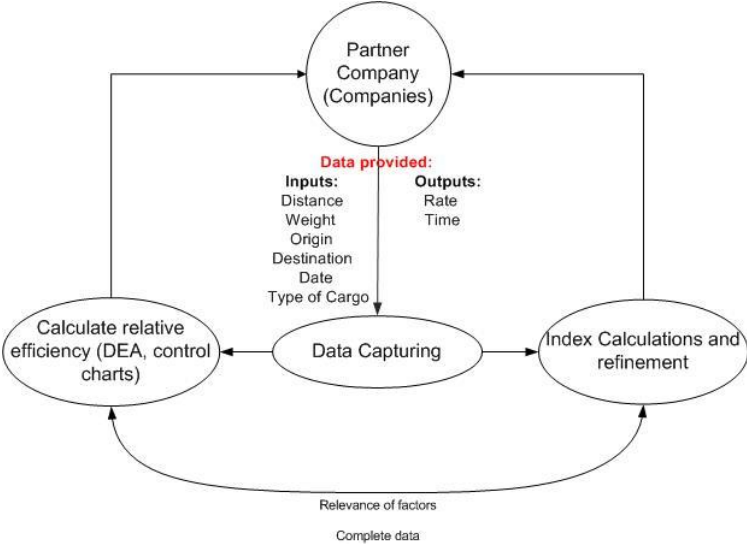 Partner
Company
(Companies)
Data provided:
Inputs:
Distance
Weight
Origin
Destination
Date
Type of Cargo
Outputs:
Rate
Time
Calculate relative
efficiency (DEA, control
charts)
Data Capturing
Index Calculations and
refinement
Relevance of factors
Complete data